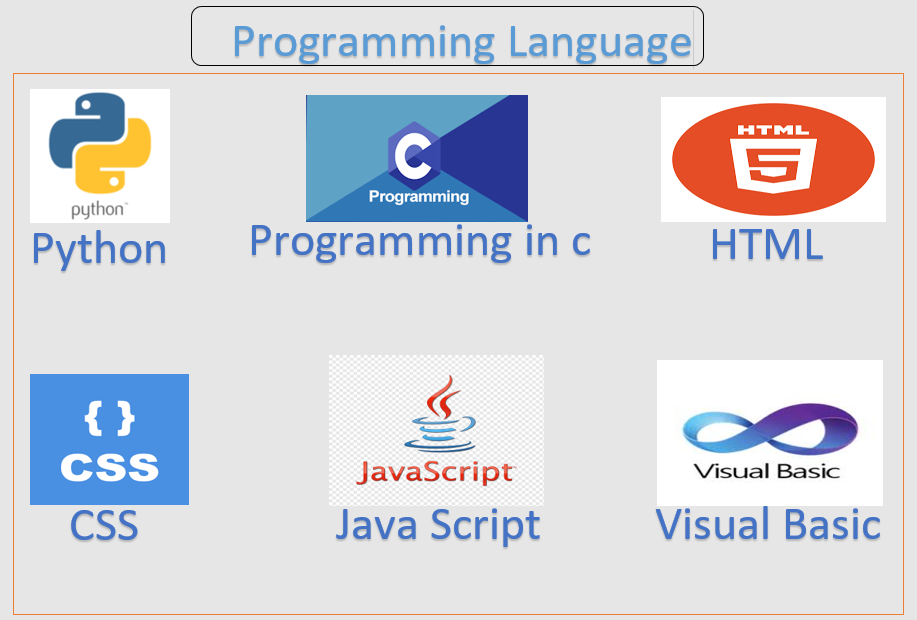 Programming Language
python™
Python
C
Programming
Programming in c
HTML
5
HTML
{ }
CSS
CSS
JavaScript
Java Script
Visual Basic
Visual Basic